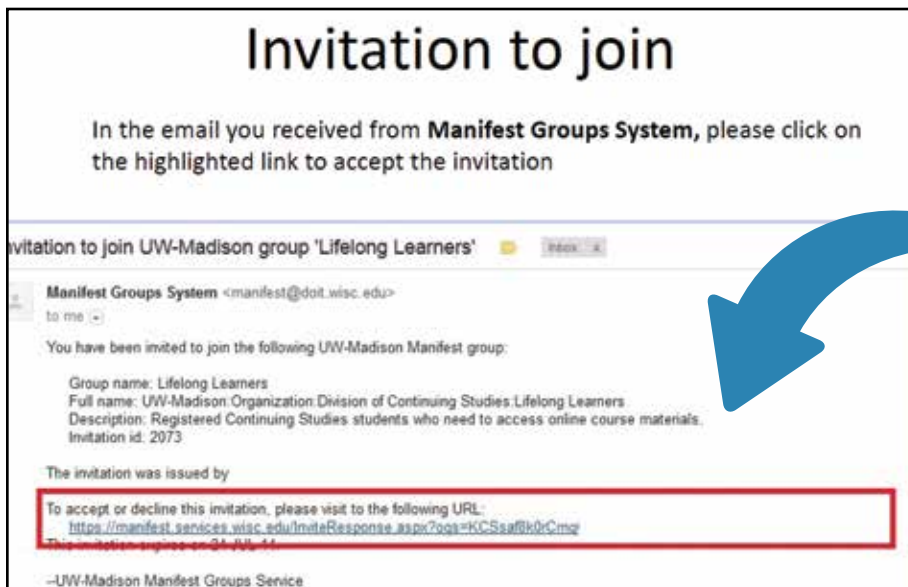 Invitation to join
In the email you received from Manifest Groups System, please click on
the highlighted link to accept the invitation
nvitation to join UW-Madison group 'Lifelong Learners'
Inbox x
Manifest Groups System <manifest@doit.wisc.edu>
to me
You have been invited to join the following UW-Madison Manifest group:
Group name: Lifelong Learners
Full name: UW-Madison:Organization:Division of Continuing Studies:Lifelong Learners
Description: Registered Continuing Studies students who need to access online course materials.
Invitation id: 2073
The invitation was issued by
To accept or decline this invitation, please visit to the following URL:
https://manifest.services.wisc.edu/InviteResponse.aspx?oqs=KCSsaf8k0rCmq/
This invitation expires on 24-JUL-11.
--UW-Madison Manifest Groups Service